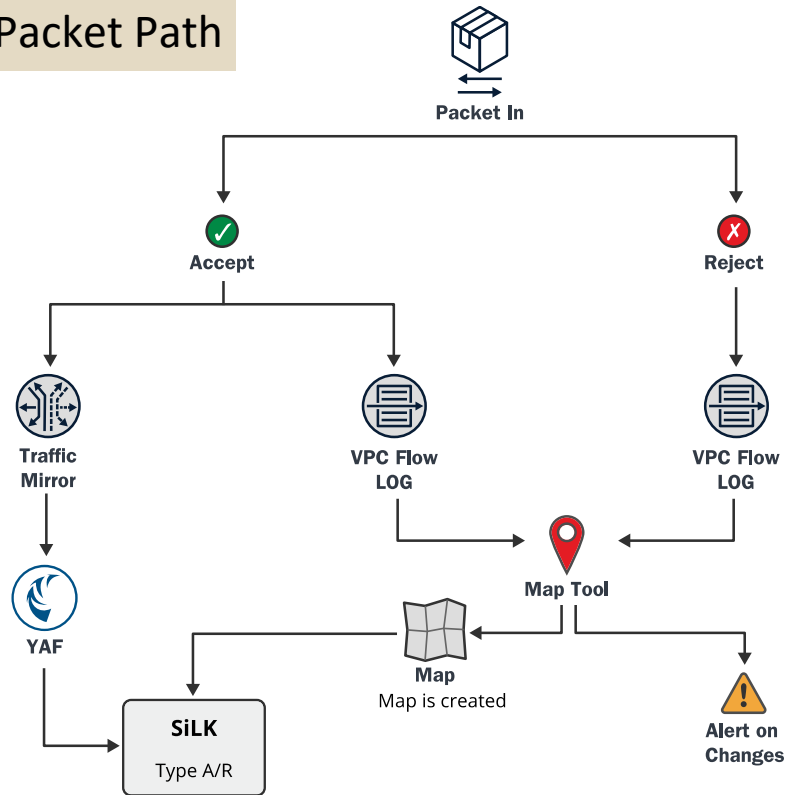 Packet Path
Packet In
Accept
Reject
Traffic
Mirror
VPC Flow
LOG
VPC Flow
LOG
Map Tool
YAF
Map
Map is created
SiLK
Type A/R
Alert on
Changes